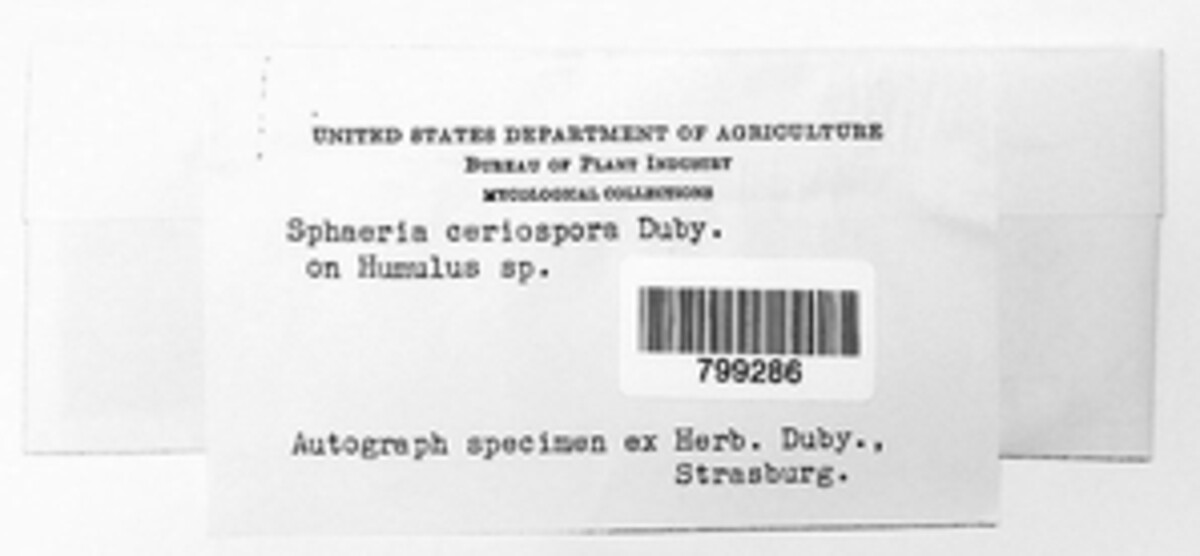 UNITED STATES DEPARTMENT OF AGRICULTURE
BUREAU OF PLANT INDUSTRY
MYCOLOGICAL COLLECTIONS
Sphaeria ceriospora Duby.
on Humulus sp.
799286
Autograph specimen ex Herb. Duby.,
Strasburg.